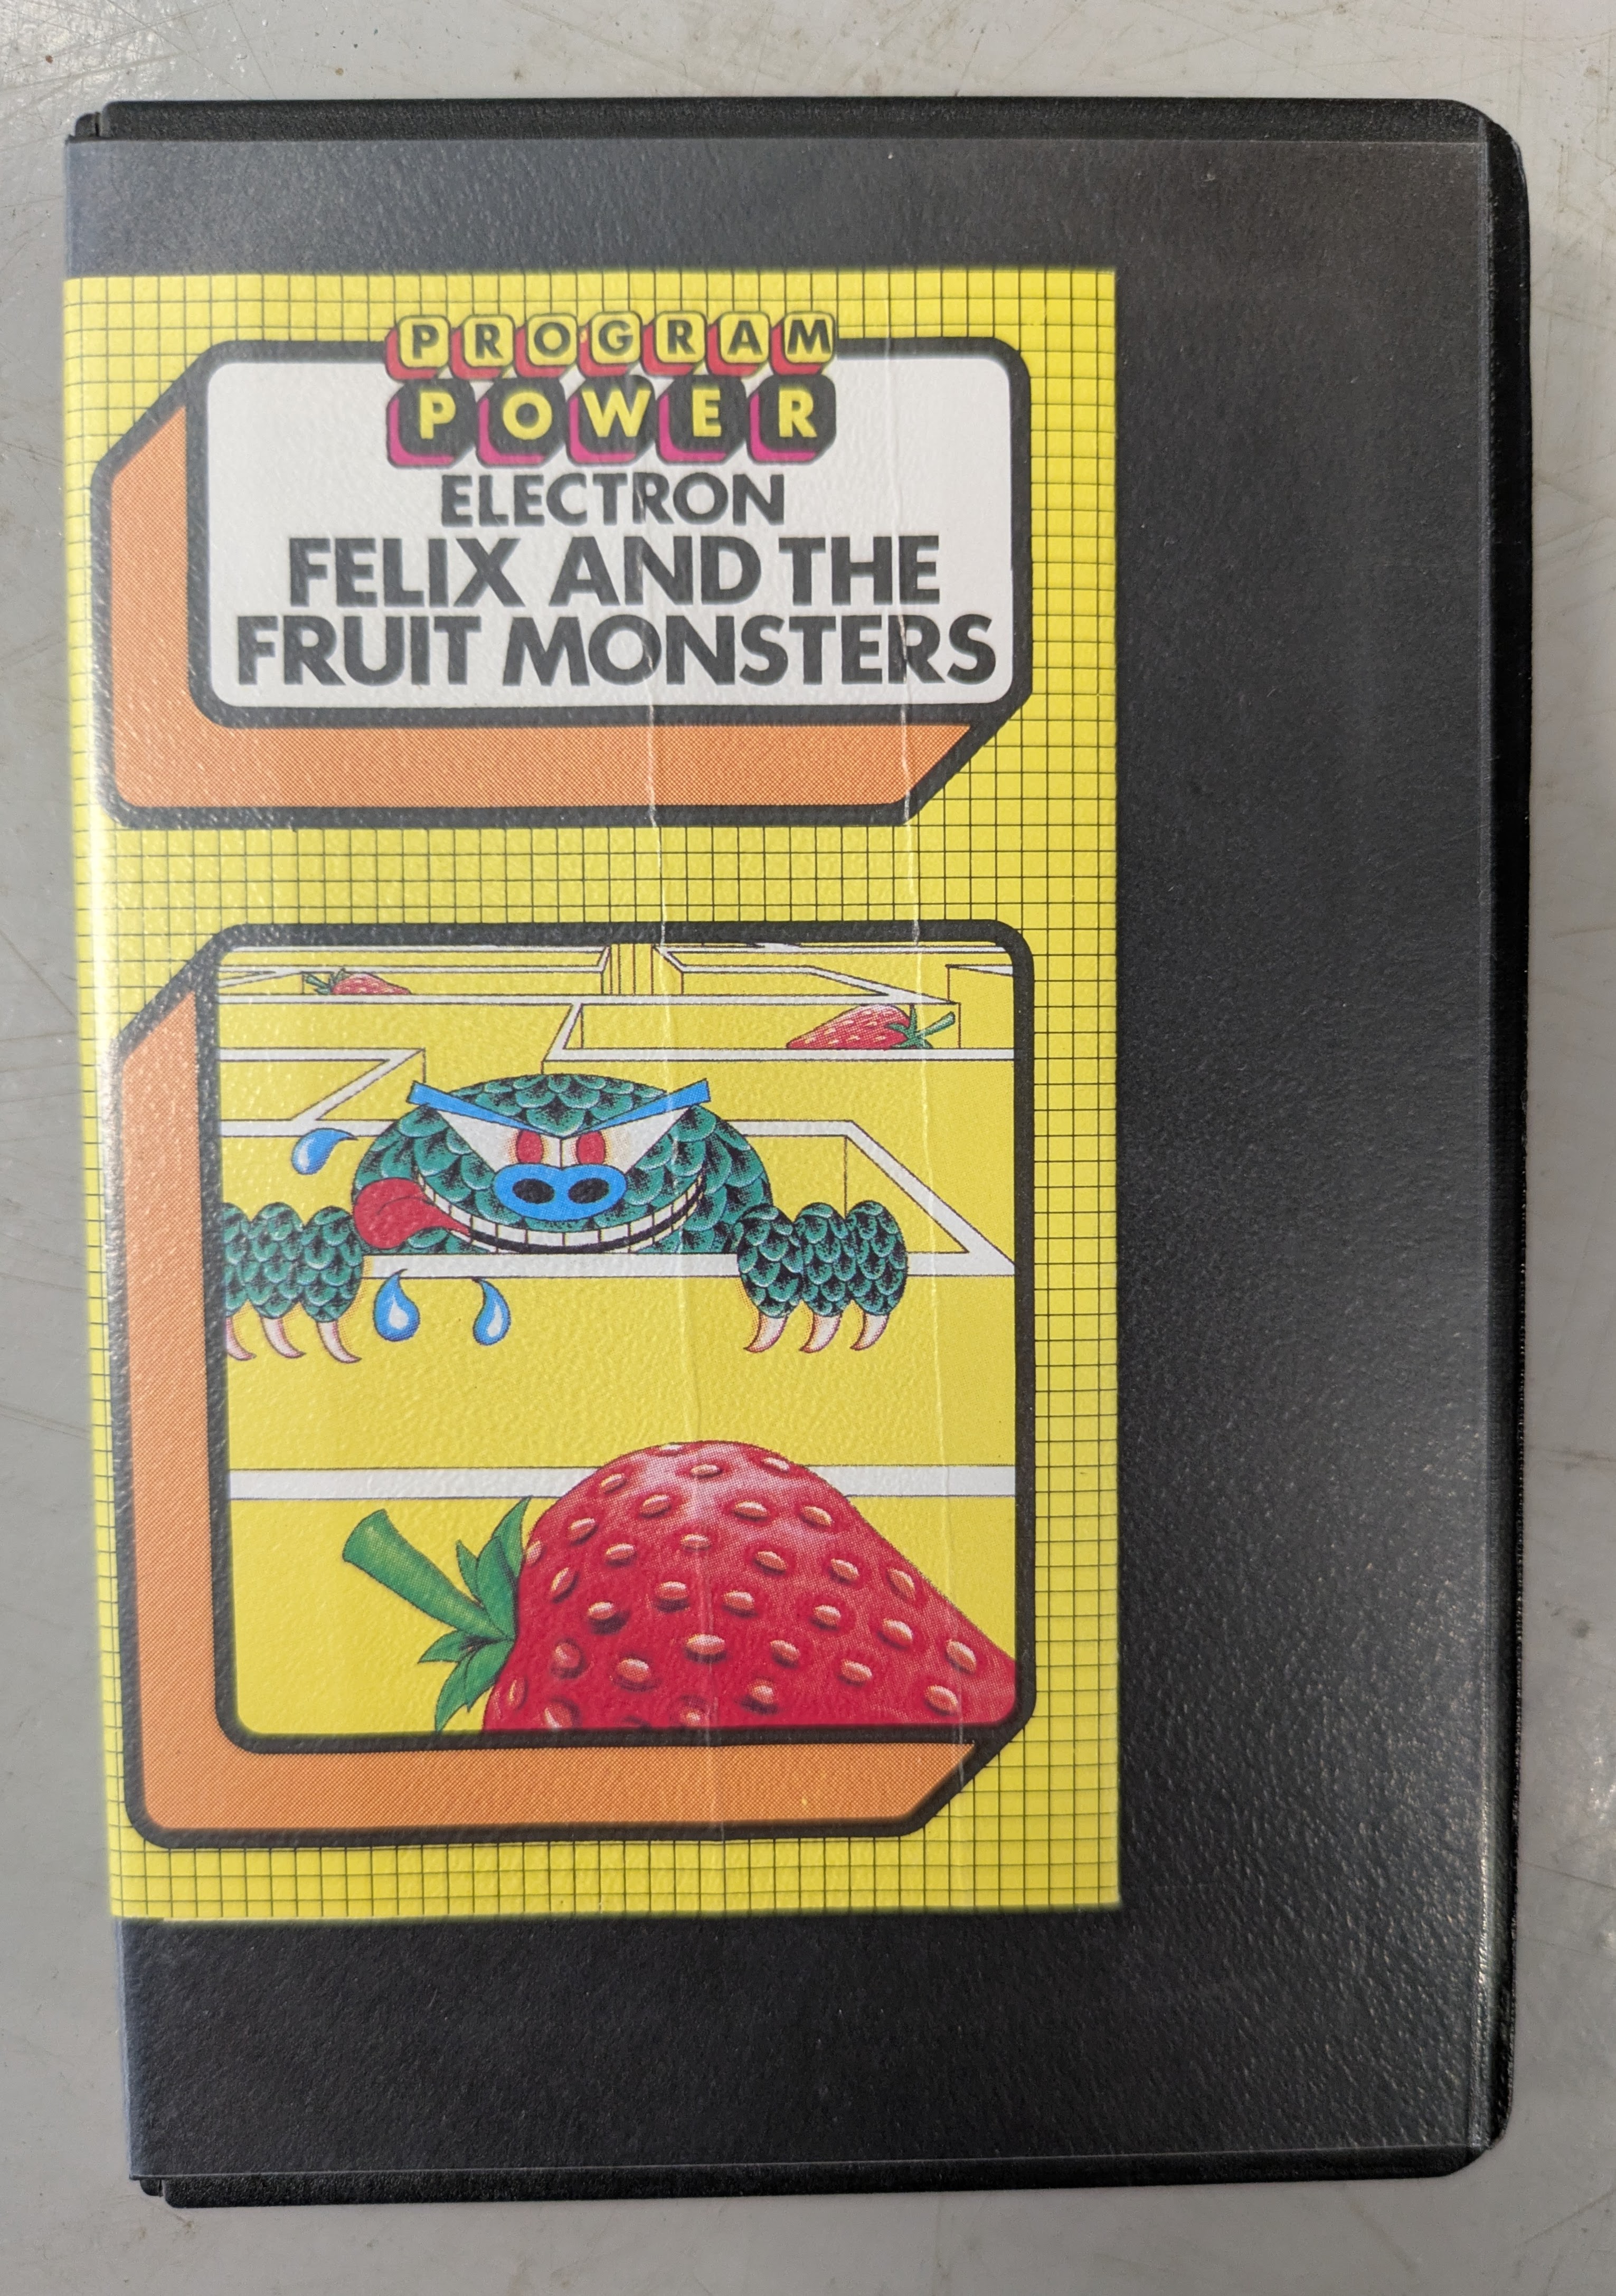 PROGRAM
POWER
ELECTRON
FELIX AND THE
FRUIT MONSTERS